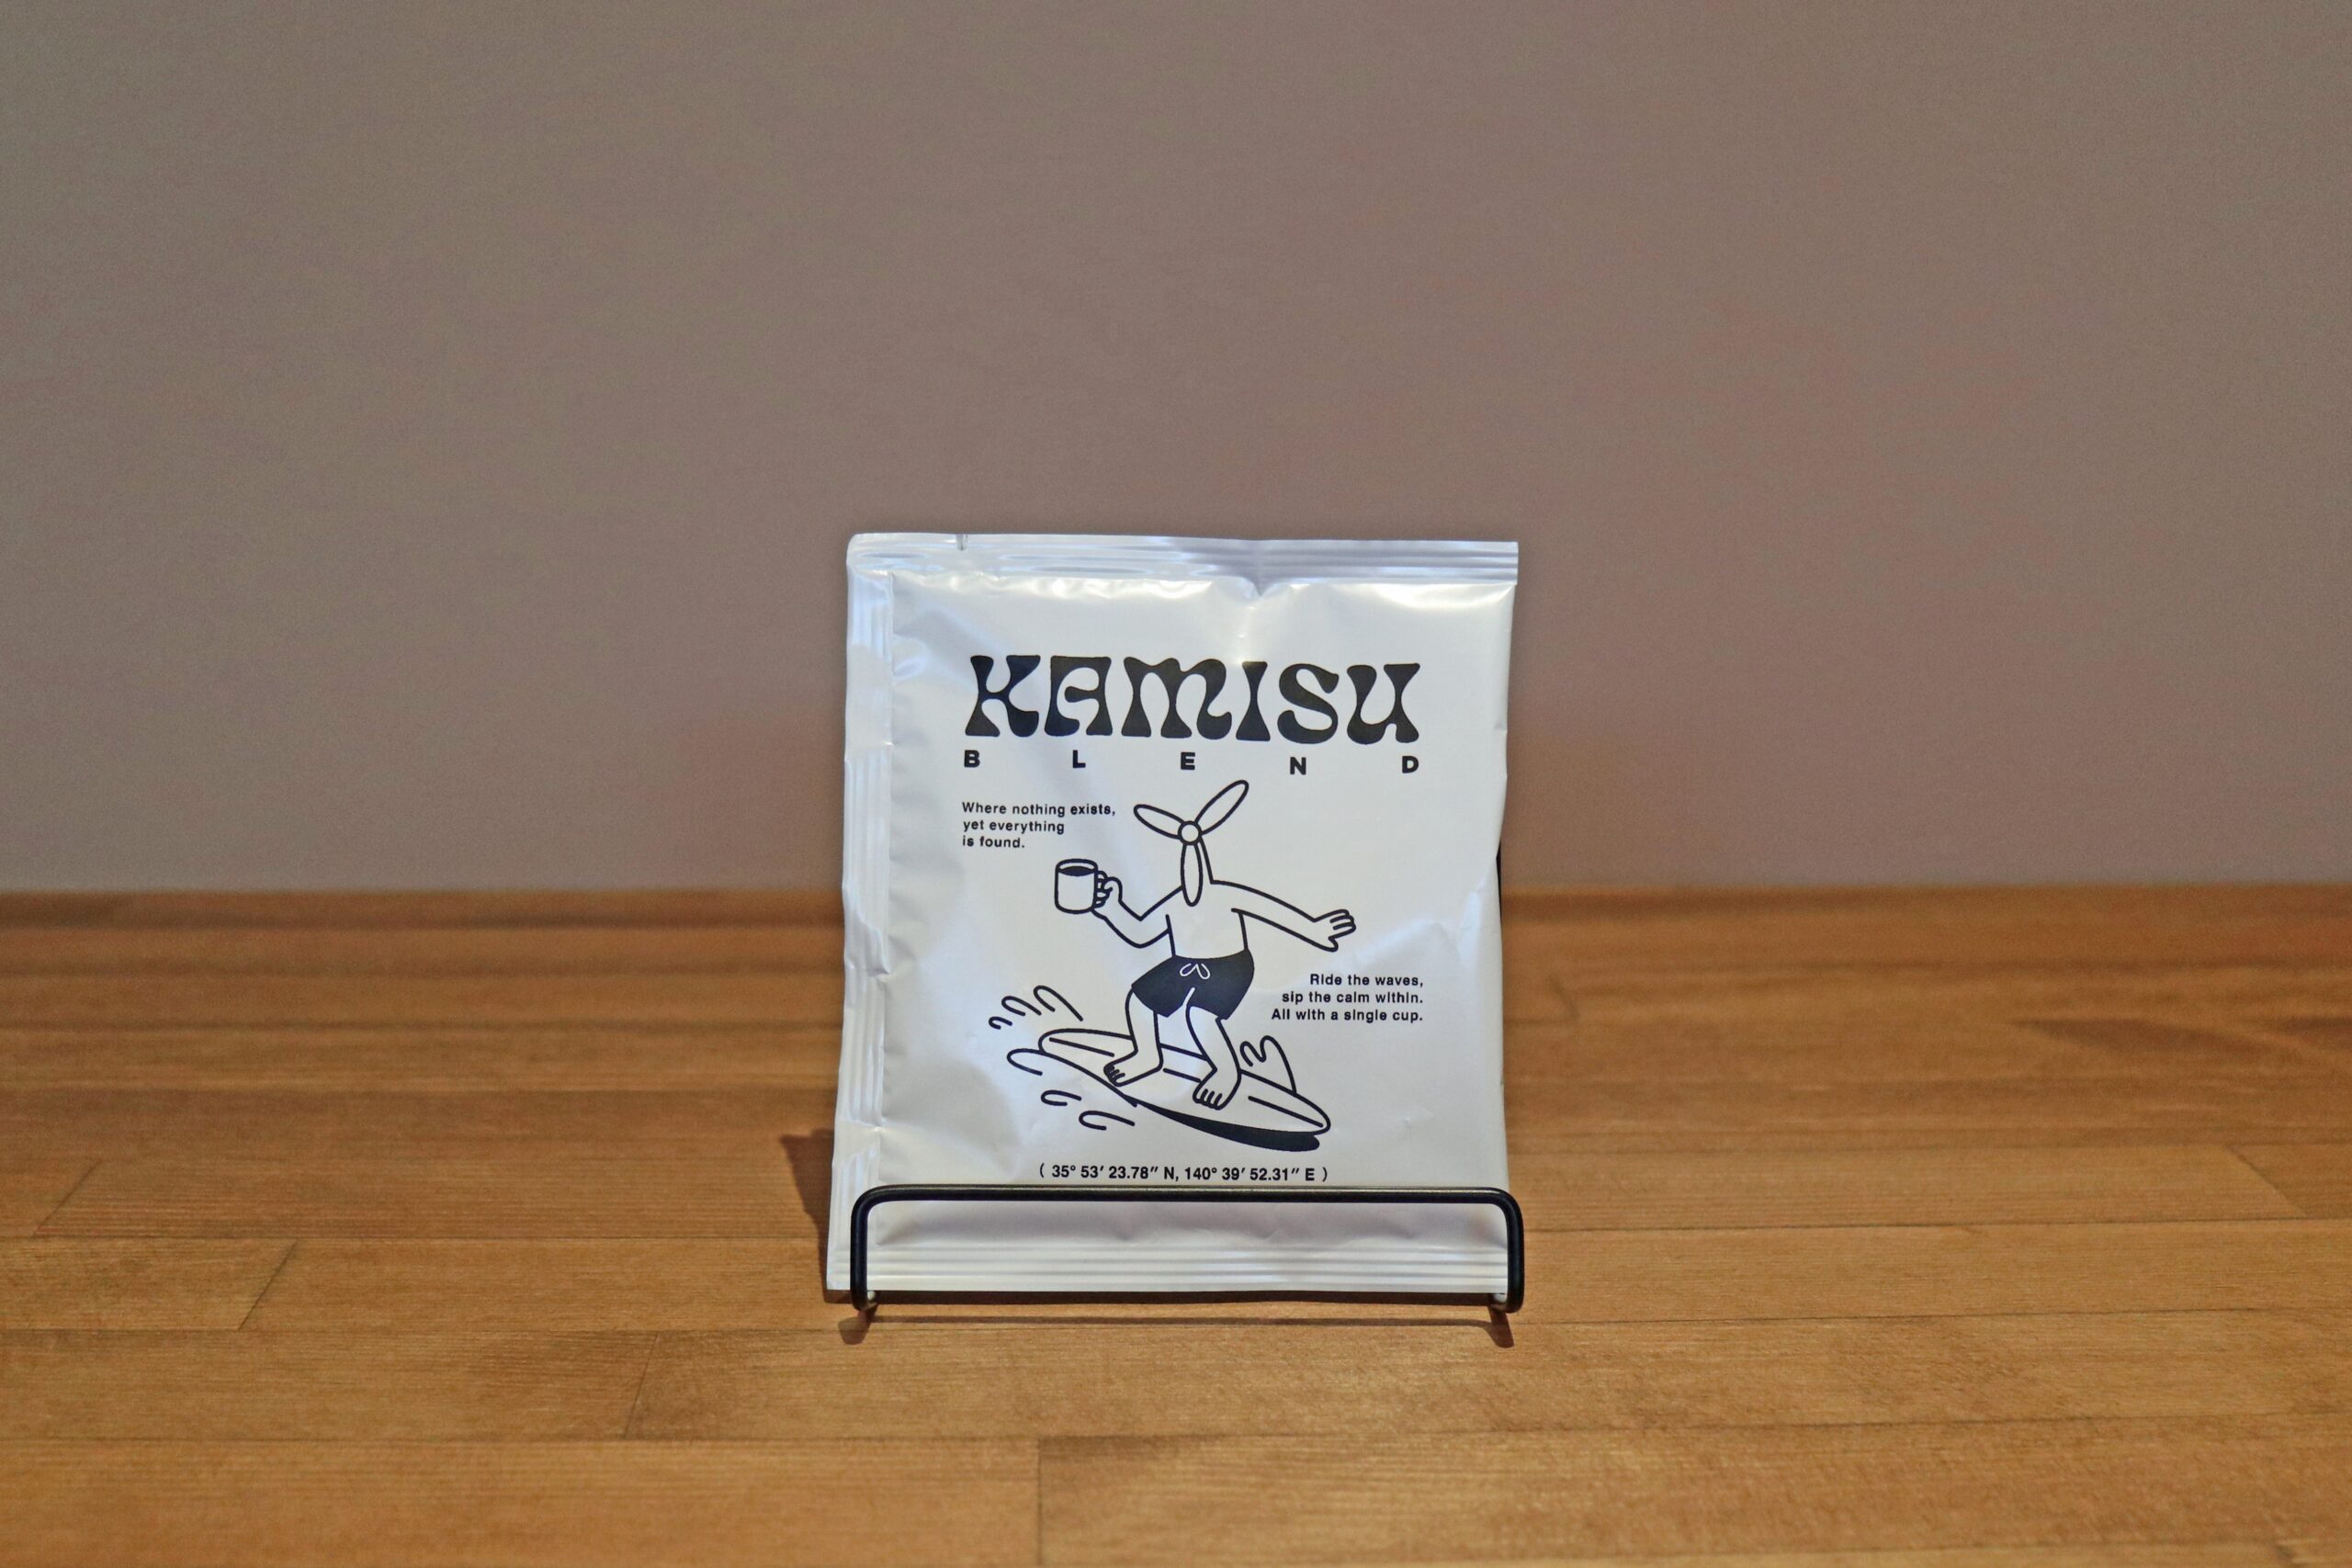 KAMISU
BLEND
Where nothing exists,
yet everything
is found.
Ride the waves,
sip the calm within.
All with a single cup.
( 35° 53′ 23.78″ N, 140° 39′ 52.31″ E )